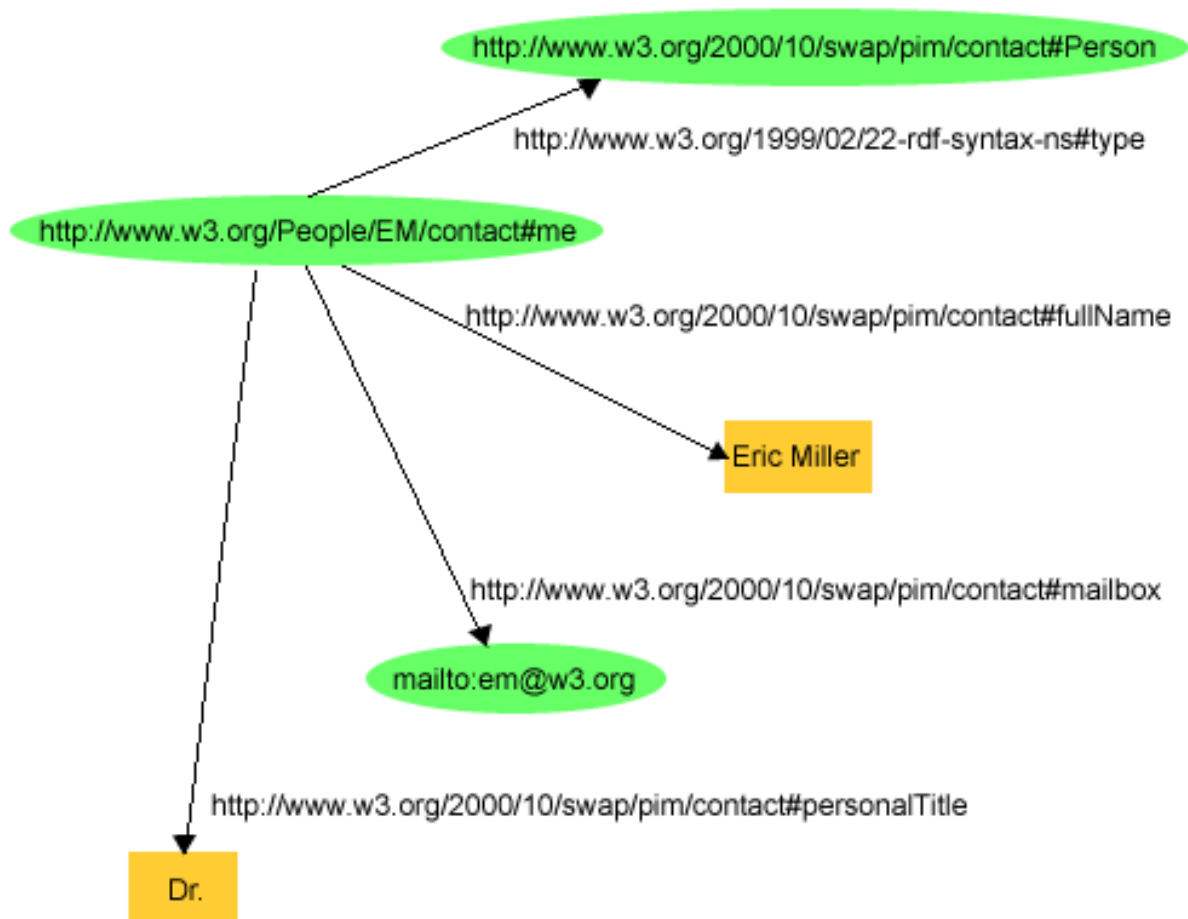 http://www.w3.org/2000/10/swap/pim/contact#Person
http://www.w3.org/1999/02/22-rdf-syntax-ns#type
http://www.w3.org/People/EM/contact#me
http://www.w3.org/2000/10/swap/pim/contact#fullName
Eric Miller
http://www.w3.org/2000/10/swap/pim/contact#mailbox
mailto:em@w3.org
http://www.w3.org/2000/10/swap/pim/contact#personalTitle
Dr.